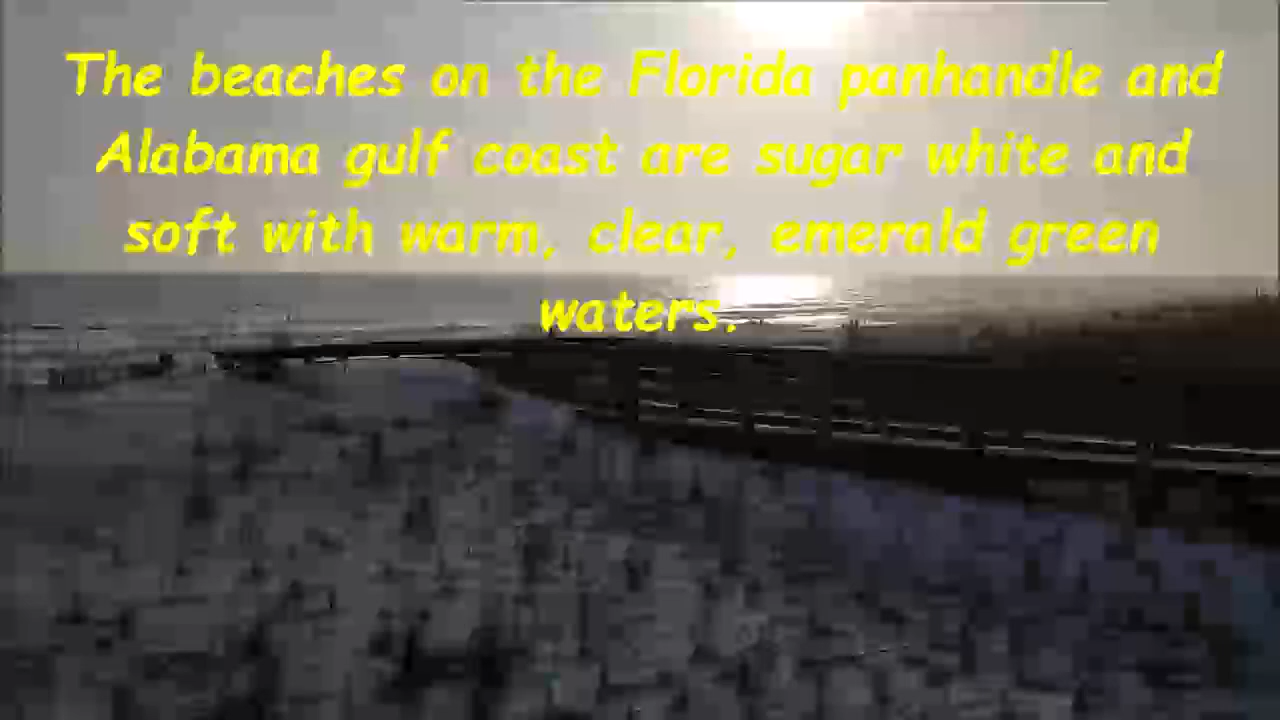 The beaches on the Florida panhandle and
Alabama gulf coast are sugar white and
soft with warm, clear, emerald green
waters.